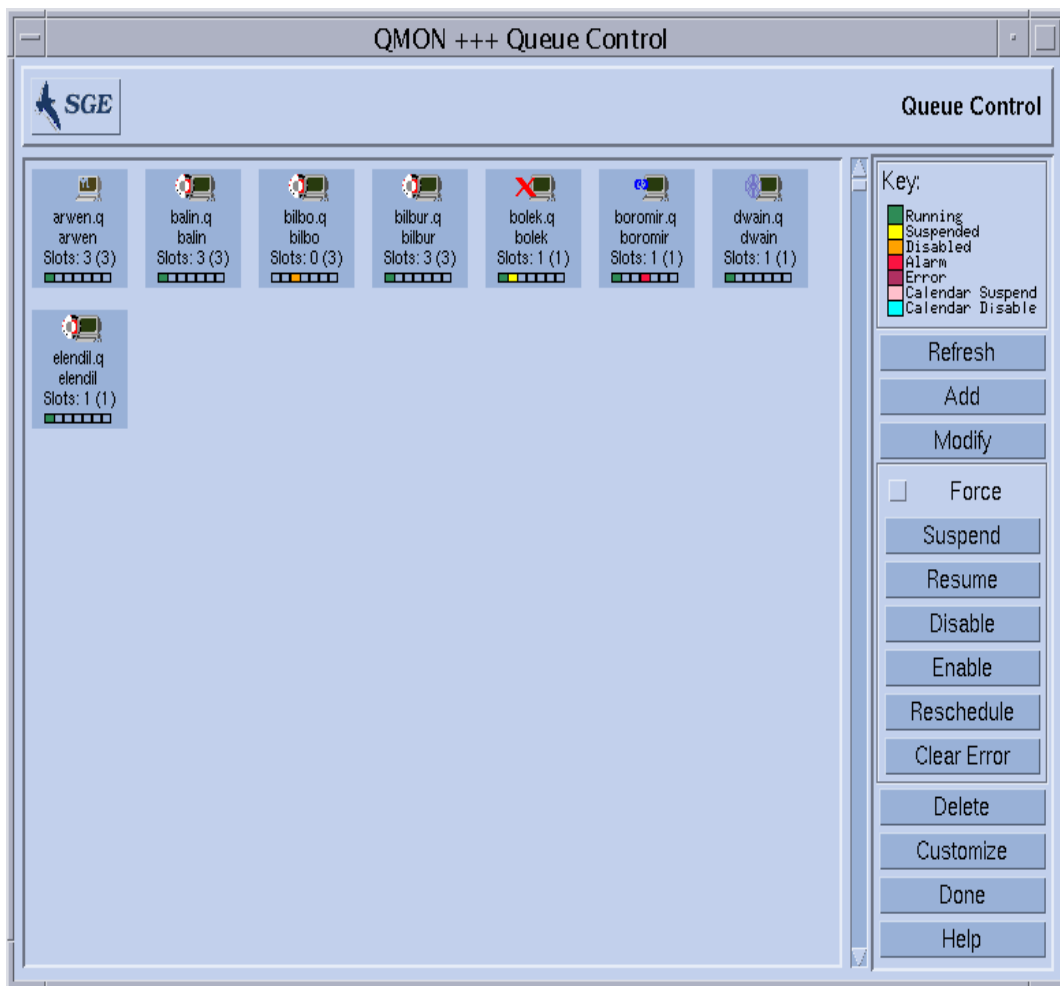 QMON +++ Queue Control
SGE
Queue Control
arwen.q
arwen
Slots: 3 (3)
balin.q
balin
Slots: 3 (3)
bilbo.q
bilbo
Slots: 0 (3)
bilbur.q
bilbur
Slots: 3 (3)
bolek.q
bolek
Slots: 1 (1)
boromir.q
boromir
Slots: 1 (1)
dwain.q
dwain
Slots: 1 (1)
elendil.q
elendil
Slots: 1 (1)
Key:
Running
Suspended
Disabled
Alarm
Error
Calendar Suspend
Calendar Disable
Refresh
Add
Modify
Force
Suspend
Resume
Disable
Enable
Reschedule
Clear Error
Delete
Customize
Done
Help